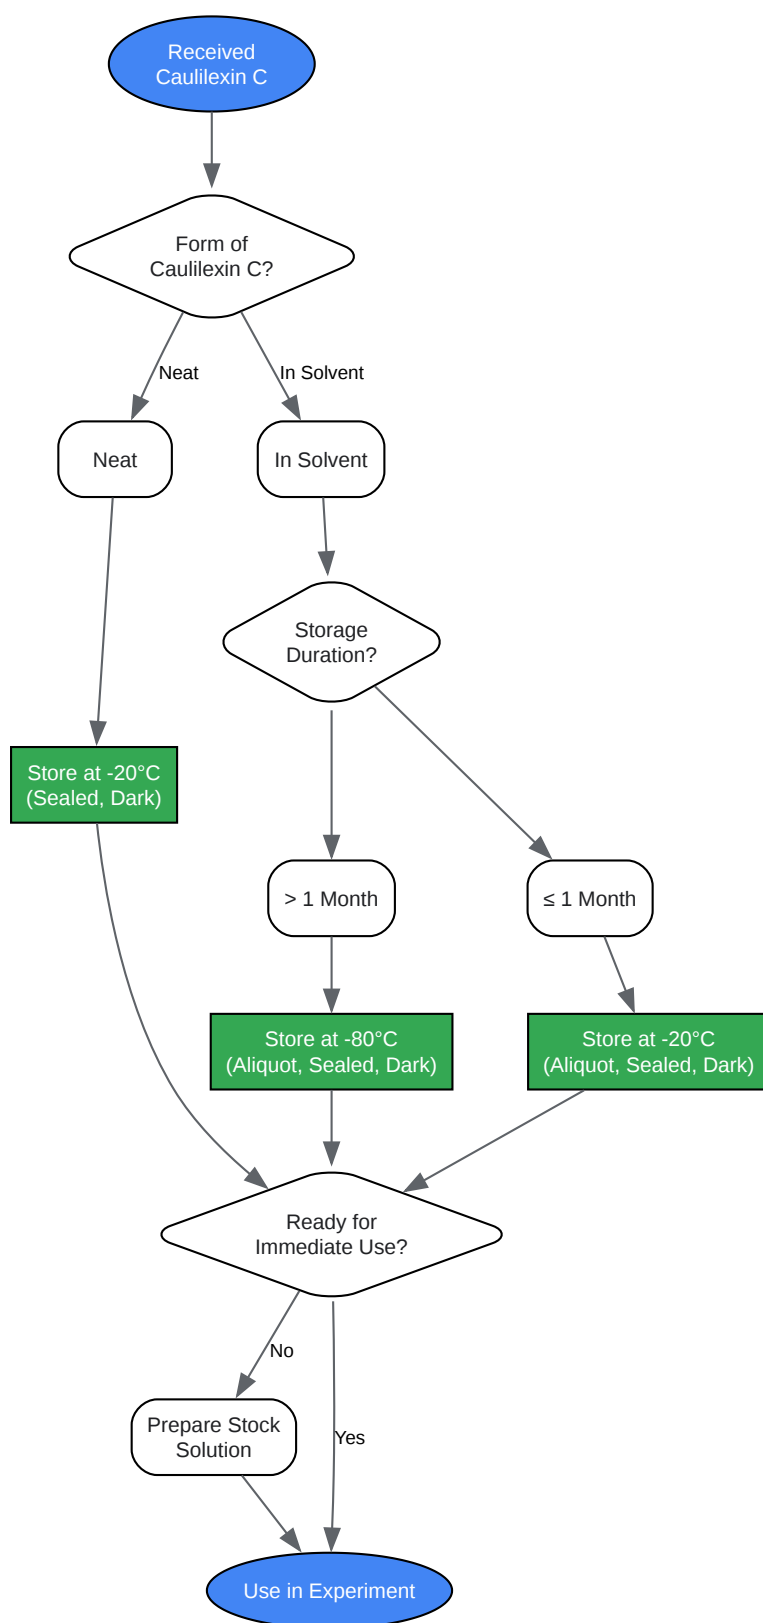 Received
Caulilexin C
Form of
Caulilexin C?
Neat
In Solvent
Neat
In Solvent
Storage
Duration?
Store at -20°C
(Sealed, Dark)
> 1 Month
≤ 1 Month
Store at -80°C
(Aliquot, Sealed, Dark)
Store at -20°C
(Aliquot, Sealed, Dark)
Ready for
Immediate Use?
No
Prepare Stock
Solution
Yes
Use in Experiment